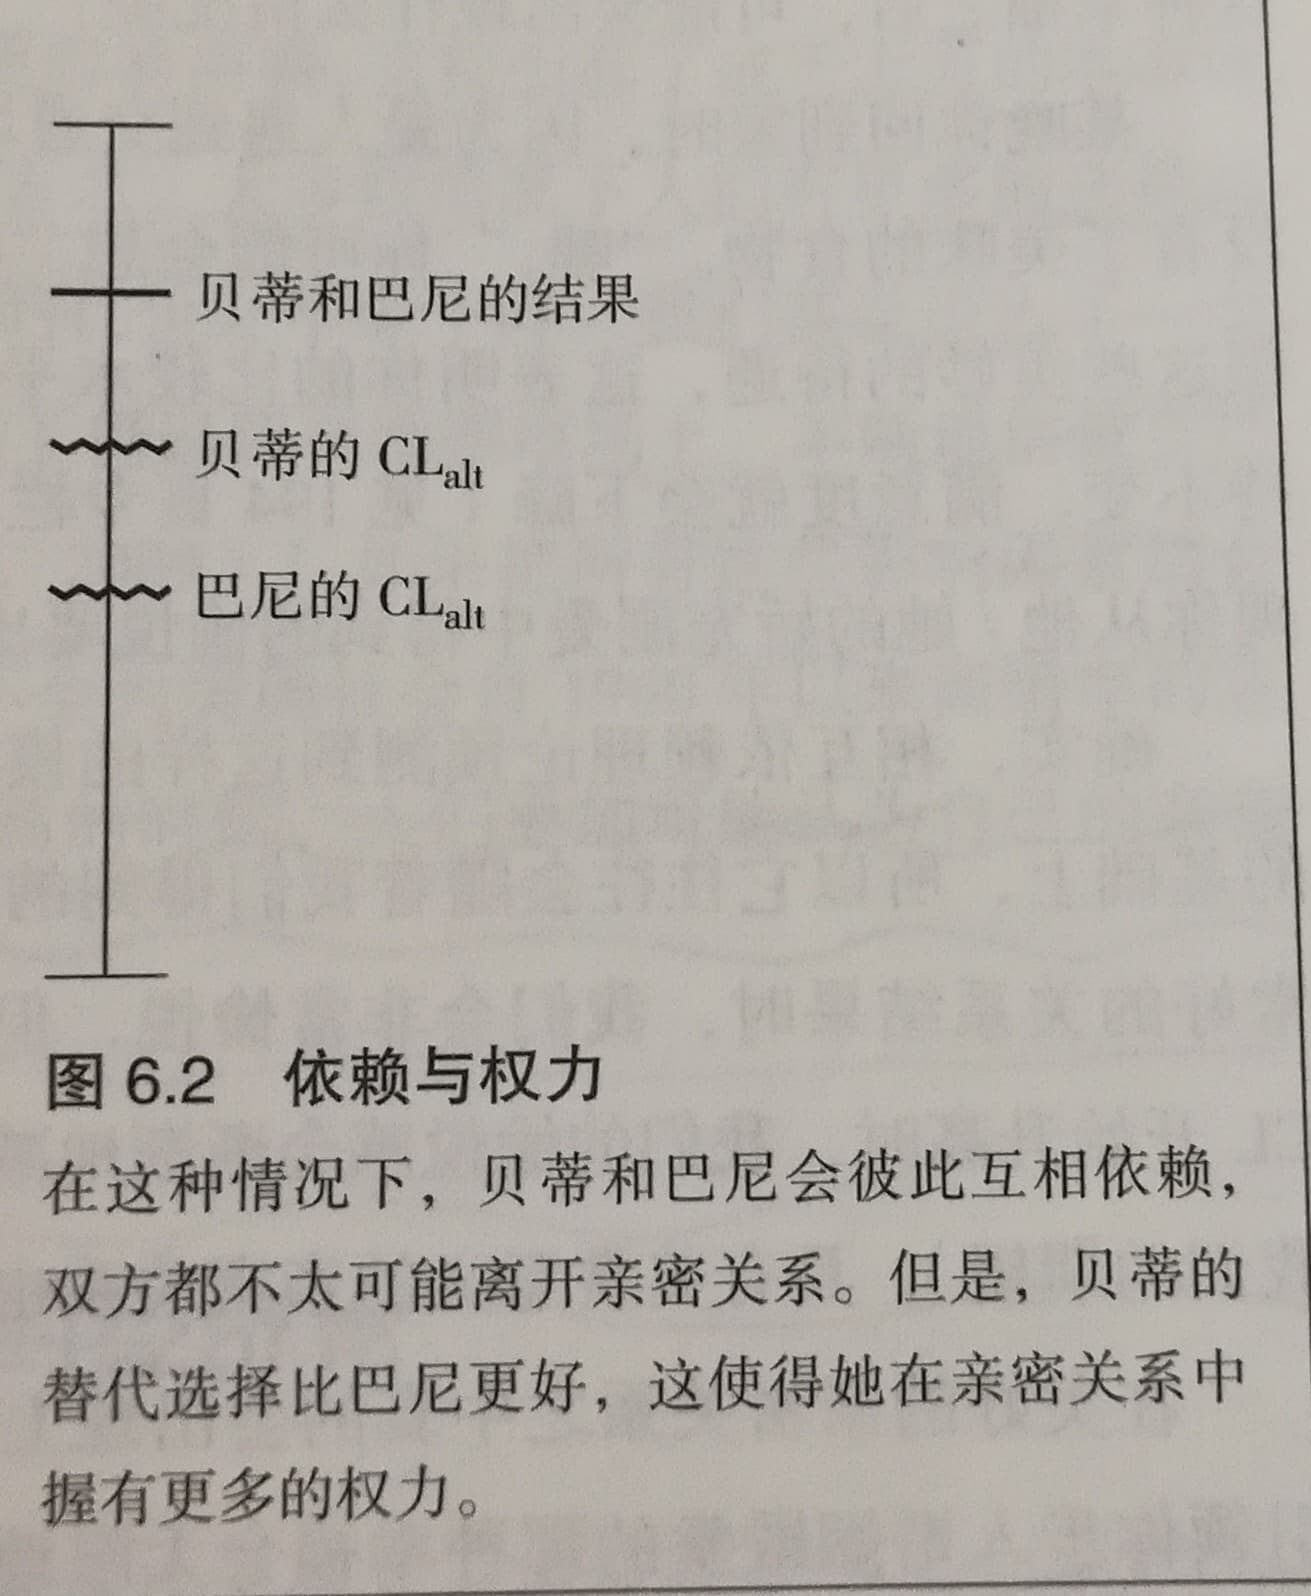 贝蒂和巴尼的结果
贝蒂的 CLalt
巴尼的 CLalt
图 6.2 依赖与权力
在这种情况下，贝蒂和巴尼会彼此互相依赖，
双方都不太可能离开亲密关系。但是，贝蒂的
替代选择比巴尼更好，这使得她在亲密关系中
握有更多的权力。